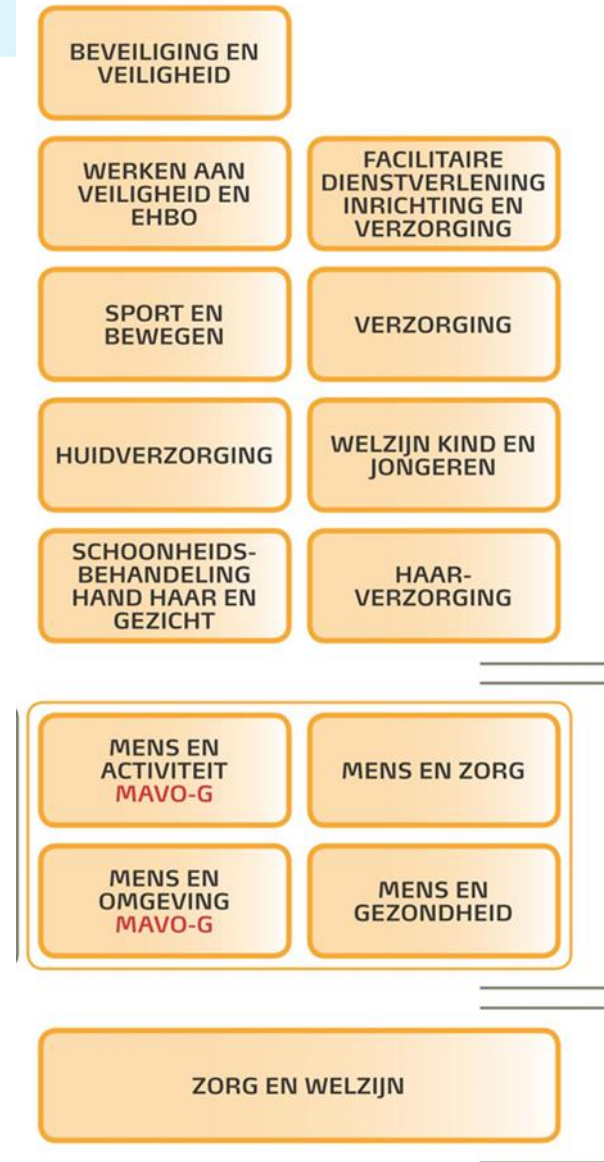 BEVEILIGING EN
VEILIGHEID
WERKEN AAN
VEILIGHEID EN
EHBO
FACILITAIRE
DIENSTVERLENING
INRICHTING EN
VERZORGING
SPORT EN
BEWEGEN
VERZORGING
HUIDVERZORGING
WELZIJN KIND EN
JONGEREN
SCHOONHEIDS-
BEHANDELING
HAND HAAR EN
GEZICHT
HAAR-
VERZORGING
MENS EN
ACTIVITEIT
MAVO-G
MENS EN ZORG
MENS EN
OMGEVING
MAVO-G
MENS EN
GEZONDHEID
ZORG EN WELZIJN